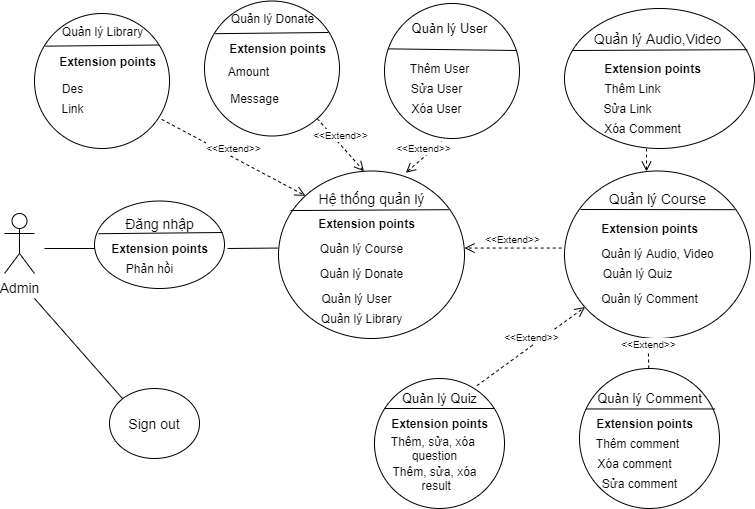 Quản lý Library
Extension points
Des
Link
Quản lý Donate
Extension points
Amount
Message
Quản lý User
Thêm User
Sửa User
Xóa User
Quản lý Audio,Video
Extension points
Thêm Link
Sửa Link
Xóa Comment
<<Extend>>
<<Extend>>
<<Extend>>
<<Extend>>
Admin
Đăng nhập
Extension points
Phản hồi
Hệ thống quản lý
Extension points
Quản lý Course
Quản lý Donate
Quản lý User
Quản lý Library
<<Extend>>
Quản lý Course
Extension points
Quản lý Audio, Video
Quản lý Quiz
Quản lý Comment
<<Extend>>
<<Extend>>
Sign out
Quản lý Quiz
Extension points
Thêm, sửa, xóa
question
Thêm, sửa, xóa
result
Quản lý Comment
Extension points
Thêm comment
Xóa comment
Sửa comment